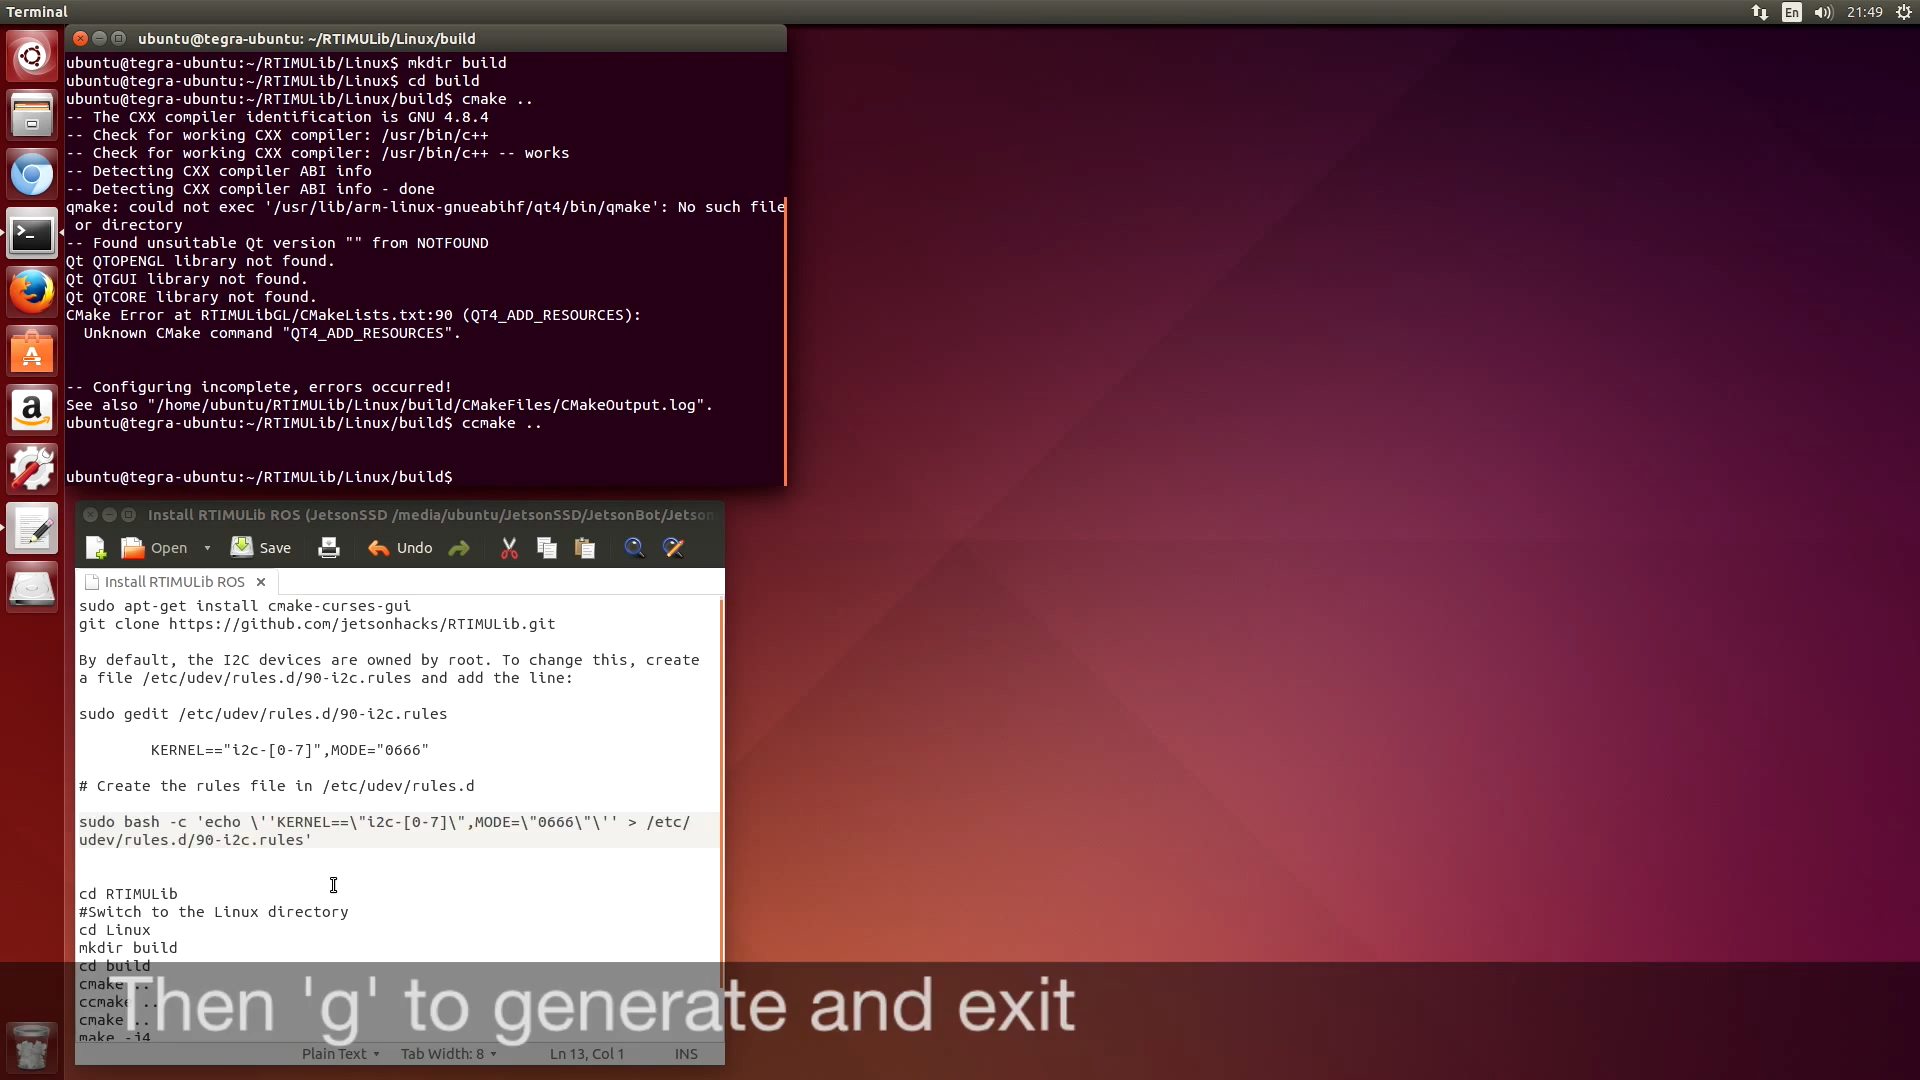 Terminal
En
21:49
ubuntu@tegra-ubuntu: ~/RTIMULib/Linux/build
ubuntu@tegra-ubuntu:~/RTIMULib/Linux$ mkdir build
ubuntu@tegra-ubuntu:~/RTIMULib/Linux$ cd build
ubuntu@tegra-ubuntu:~/RTIMULib/Linux/build$ cmake ..
-- The CXX compiler identification is GNU 4.8.4
-- Check for working CXX compiler: /usr/bin/c++
-- Check for working CXX compiler: /usr/bin/c++ -- works
-- Detecting CXX compiler ABI info
-- Detecting CXX compiler ABI info - done
qmake: could not exec '/usr/lib/arm-linux-gnueabihf/qt4/bin/qmake': No such file
 or directory
-- Found unsuitable Qt version "" from NOTFOUND
Qt QTOPENGL library not found.
Qt QTGUI library not found.
Qt QTCORE library not found.
CMake Error at RTIMULibGL/CMakeLists.txt:90 (QT4_ADD_RESOURCES):
  Unknown CMake command "QT4_ADD_RESOURCES".
-- Configuring incomplete, errors occurred!
See also "/home/ubuntu/RTIMULib/Linux/build/CMakeFiles/CMakeOutput.log".
ubuntu@tegra-ubuntu:~/RTIMULib/Linux/build$ ccmake ..
ubuntu@tegra-ubuntu:~/RTIMULib/Linux/build$
Install RTIMULib ROS (JetsonSSD /media/ubuntu/JetsonSSD/JetsonBot/Jetson
Open Save Undo
Install RTIMULib ROS
sudo apt-get install cmake-curses-gui
git clone https://github.com/jetsonhacks/RTIMULib.git
By default, the I2C devices are owned by root. To change this, create
a file /etc/udev/rules.d/90-i2c.rules and add the line:
sudo gedit /etc/udev/rules.d/90-i2c.rules
KERNEL=="i2c-[0-7]",MODE="0666"
# Create the rules file in /etc/udev/rules.d
sudo bash -c 'echo \''KERNEL==\"i2c-[0-7]\",MODE=\"0666\"\'' > /etc/
udev/rules.d/90-i2c.rules'
cd RTIMULib
#Switch to the Linux directory
cd Linux
mkdir build
cd build
cmake ..
ccmake ..
cmake ..
make -j4
Then 'g' to generate and exit
Plain Text Tab Width: 8 Ln 13, Col 1 INS